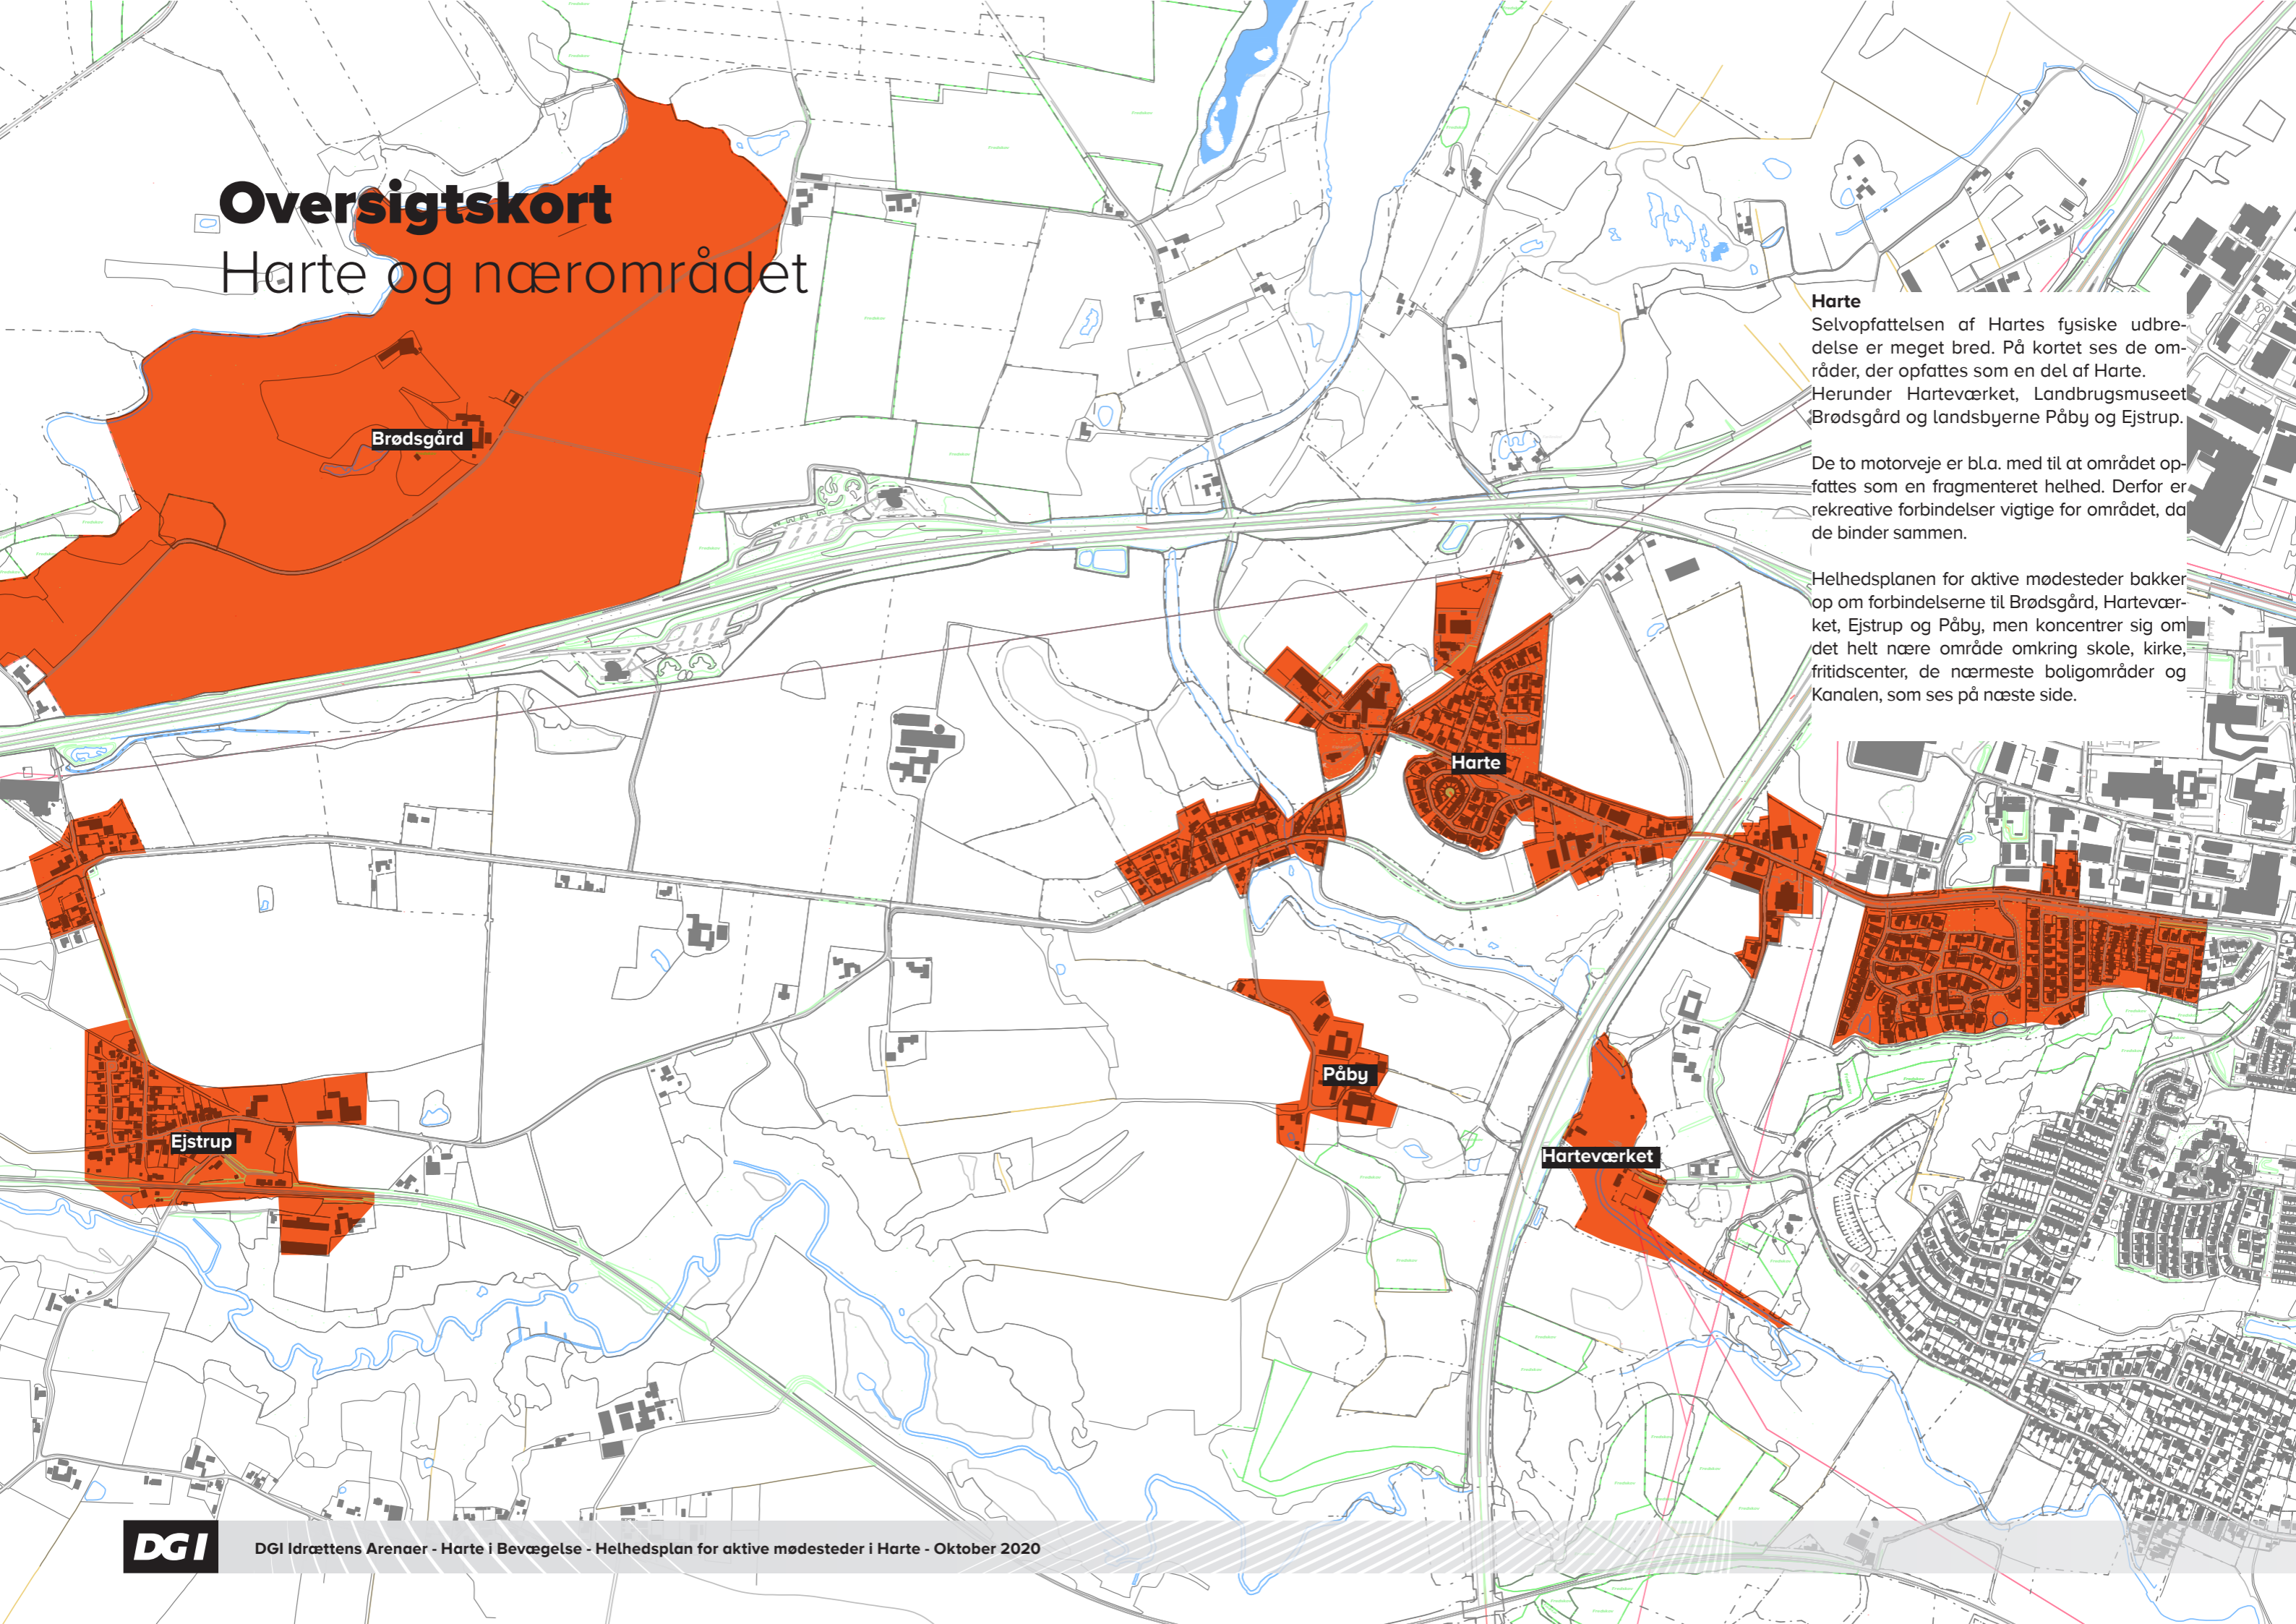 Oversigtskort
Harte og nærområdet
Harte
Selvopfattelsen af Hartes fysiske udbre-
delse er meget bred. På kortet ses de om-
råder, der opfattes som en del af Harte.
Herunder Harteværket, Landbrugsmuseet
Brødsgård og landsbyerne Påby og Ejstrup.
De to motorveje er bl.a. med til at området op-
fattes som en fragmenteret helhed. Derfor er
rekreative forbindelser vigtige for området, da
de binder sammen.
Helhedsplanen for aktive mødesteder bakker
op om forbindelserne til Brødsgård, Hartevær-
ket, Ejstrup og Påby, men koncentrer sig om
det helt nære område omkring skole, kirke,
fritidscenter, de nærmeste boligområder og
Kanalen, som ses på næste side.
Brødsgård
Harte
Påby
Ejstrup
Harteværket
DGI
DGI Idrættens Arenaer - Harte i Bevægelse - Helhedsplan for aktive mødesteder i Harte - Oktober 2020